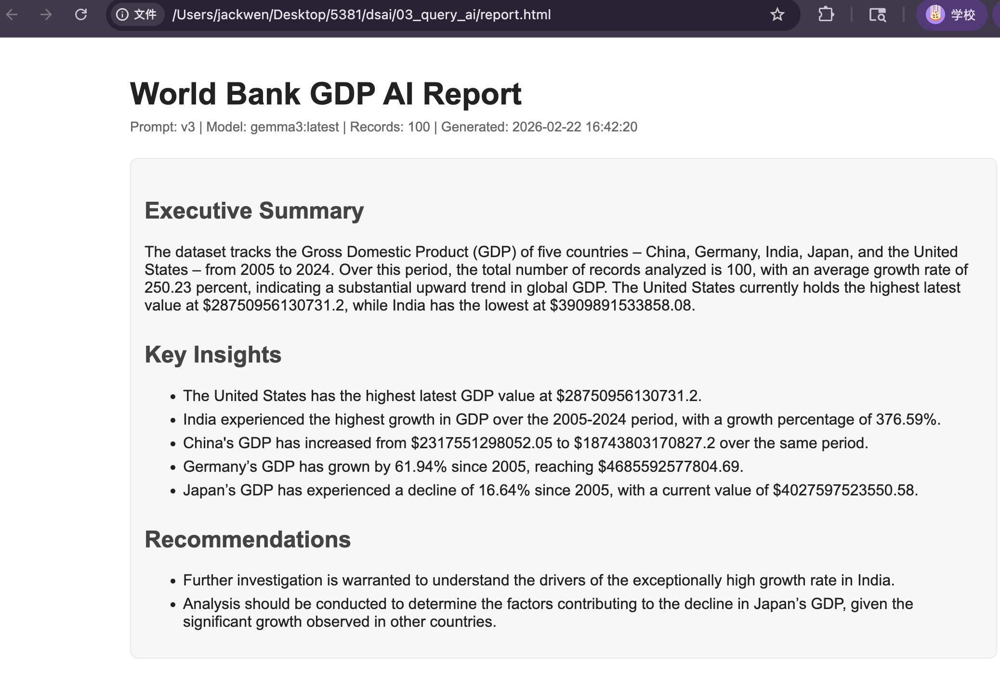 文件 /Users/jackwen/Desktop/5381/dsai/03_query_ai/report.html 学校
World Bank GDP AI Report
Prompt: v3 | Model: gemma3:latest | Records: 100 | Generated: 2026-02-22 16:42:20
Executive Summary
The dataset tracks the Gross Domestic Product (GDP) of five countries – China, Germany, India, Japan, and the United
States – from 2005 to 2024. Over this period, the total number of records analyzed is 100, with an average growth rate of
250.23 percent, indicating a substantial upward trend in global GDP. The United States currently holds the highest latest
value at $28750956130731.2, while India has the lowest at $3909891533858.08.
Key Insights
• The United States has the highest latest GDP value at $28750956130731.2.
• India experienced the highest growth in GDP over the 2005-2024 period, with a growth percentage of 376.59%.
• China's GDP has increased from $2317551298052.05 to $18743803170827.2 over the same period.
• Germany’s GDP has grown by 61.94% since 2005, reaching $4685592577804.69.
• Japan’s GDP has experienced a decline of 16.64% since 2005, with a current value of $4027597523550.58.
Recommendations
• Further investigation is warranted to understand the drivers of the exceptionally high growth rate in India.
• Analysis should be conducted to determine the factors contributing to the decline in Japan’s GDP, given the
significant growth observed in other countries.